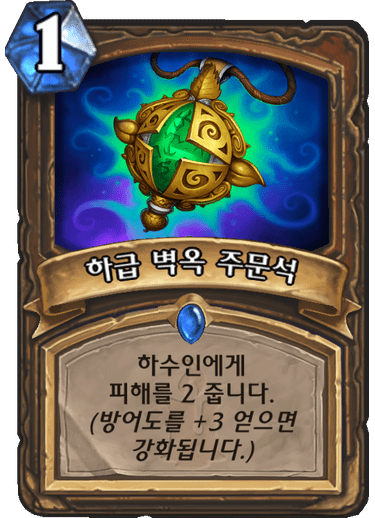 1
하급 벽옥 주문석
하수인에게
피해를 2 줍니다.
(방어도를 +3 얻으면
강화됩니다.)